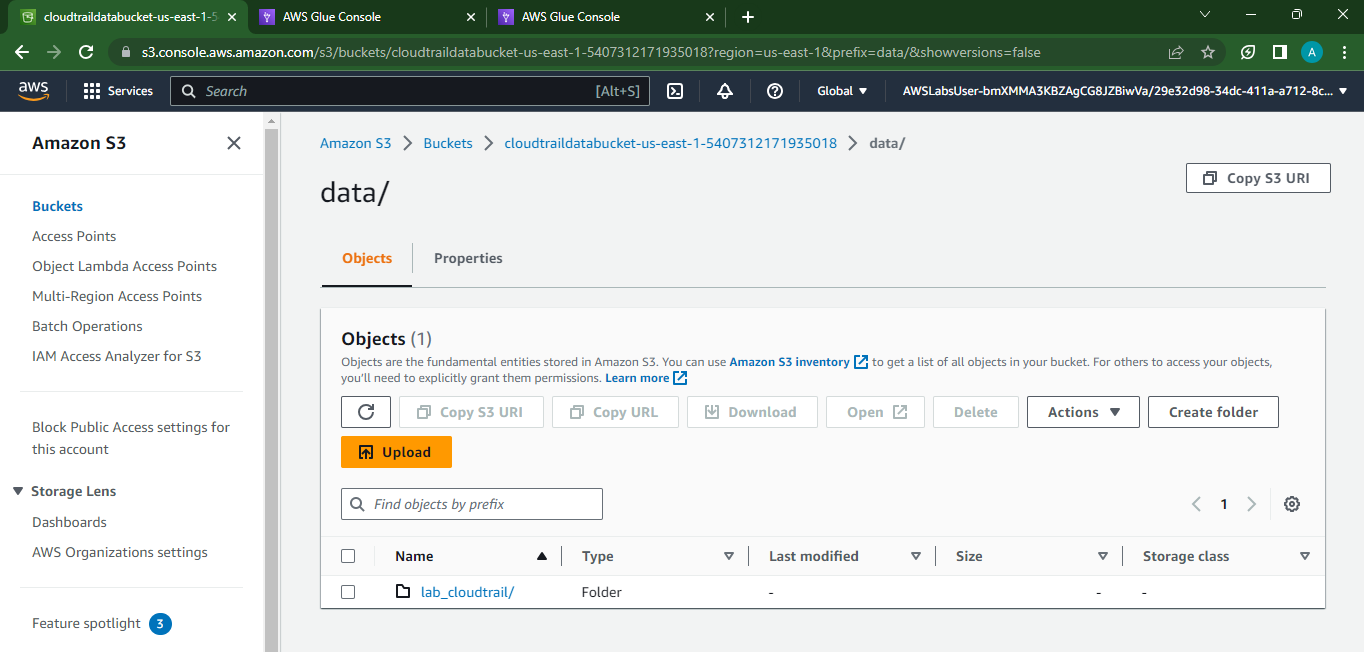 cloudtraildatabucket-us-east-1-5
AWS Glue Console
AWS Glue Console
s3.console.aws.amazon.com/s3/buckets/cloudtraildatabucket-us-east-1-5407312171935018?region=us-east-1&prefix=data/&showversions=false
A
aws
Services
Search
[Alt+S]
Global
AWSLabsUser-bmXMMA3KBZAgCG8JZBiwVa/29e32d98-34dc-411a-a712-8c...
Amazon S3
Buckets
Access Points
Object Lambda Access Points
Multi-Region Access Points
Batch Operations
IAM Access Analyzer for S3
Block Public Access settings for
this account
Storage Lens
Dashboards
AWS Organizations settings
Feature spotlight 3
Amazon S3 > Buckets > cloudtraildatabucket-us-east-1-5407312171935018 > data/
data/
Copy S3 URI
Objects
Properties
Objects (1)
Objects are the fundamental entities stored in Amazon S3. You can use Amazon S3 inventory to get a list of all objects in your bucket. For others to access your objects,
you'll need to explicitly grant them permissions. Learn more
Copy S3 URI
Copy URL
Download
Open
Delete
Actions
Create folder
Upload
Find objects by prefix
1
Name
Type
Last modified
Size
Storage class
lab_cloudtrail/
Folder
-
-
-